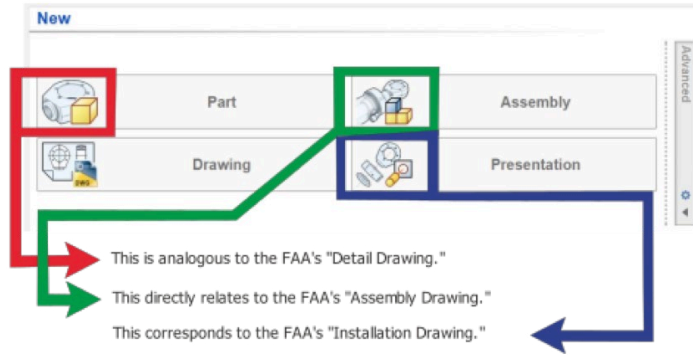 New
Part
Assembly
Advanced
Drawing
DWG
Presentation
This is analogous to the FAA's "Detail Drawing."
This directly relates to the FAA's "Assembly Drawing."
This corresponds to the FAA's "Installation Drawing."